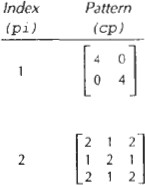 Index Pattern
(pi) (cp)
4 0
1
0 4
2 1 2
2 1 2 1
2 1 2